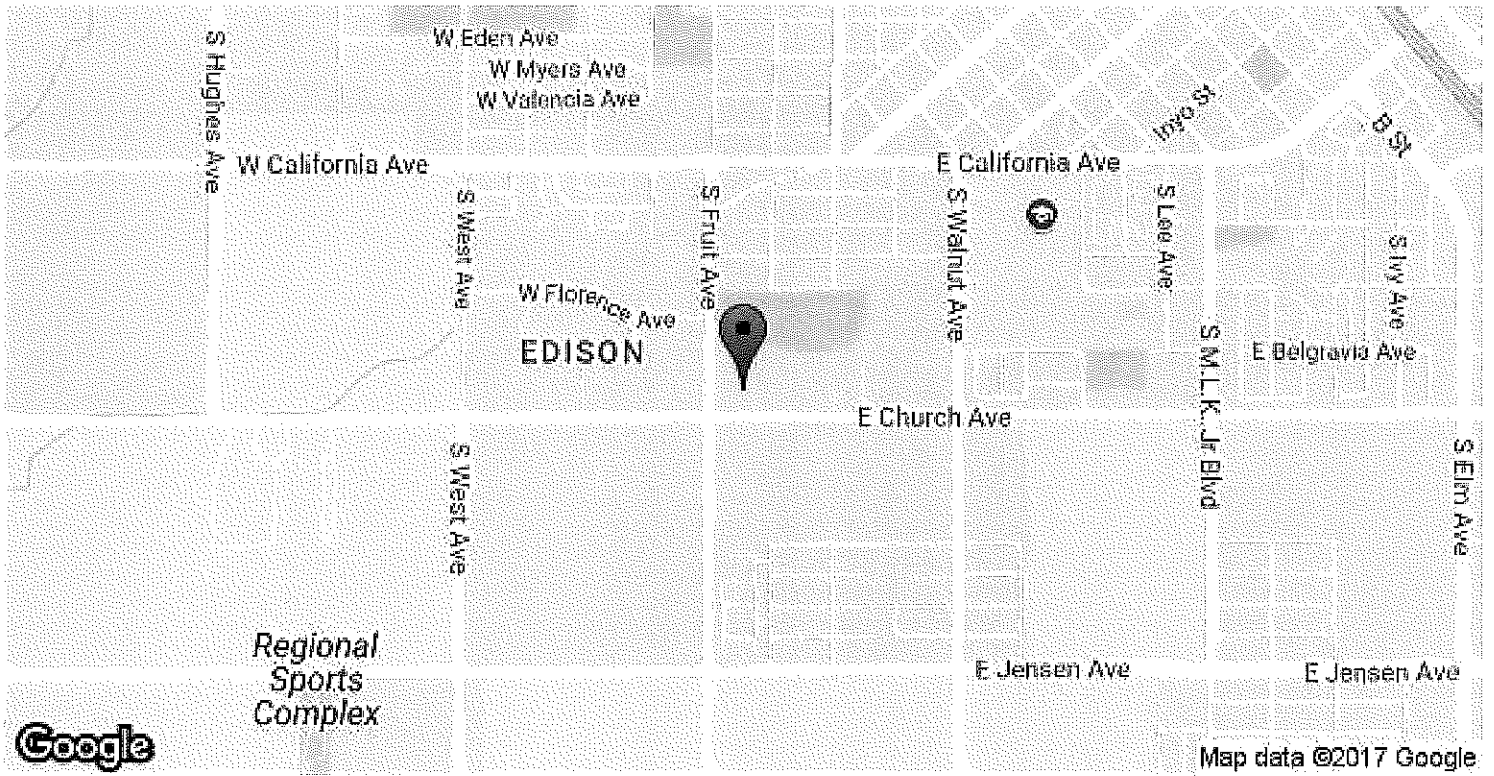 W Eden Ave
S Hughes Ave
W Myers Ave
W Valencia Ave
Inyo St
B St
W California Ave
E California Ave
S West Ave
S Fruit Ave
S Walnut Ave
S Lee Ave
S Ivy Ave
W Florence Ave
EDISON
S M.L.K. Jr Blvd
E Belgravia Ave
E Church Ave
S West Ave
S Elm Ave
Regional
Sports
Complex
E Jensen Ave
E Jensen Ave
Google
Map data ©2017 Google